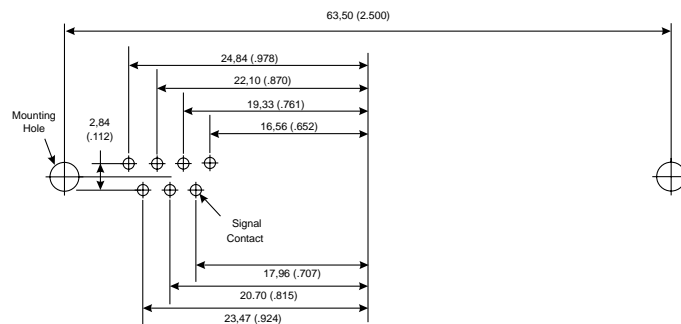 63,50 (2.500)
24,84 (.978)
22,10 (.870)
19,33 (.761)
16,56 (.652)
Mounting
Hole
2,84
(.112)
Signal
Contact
17,96 (.707)
20.70 (.815)
23,47 (.924)